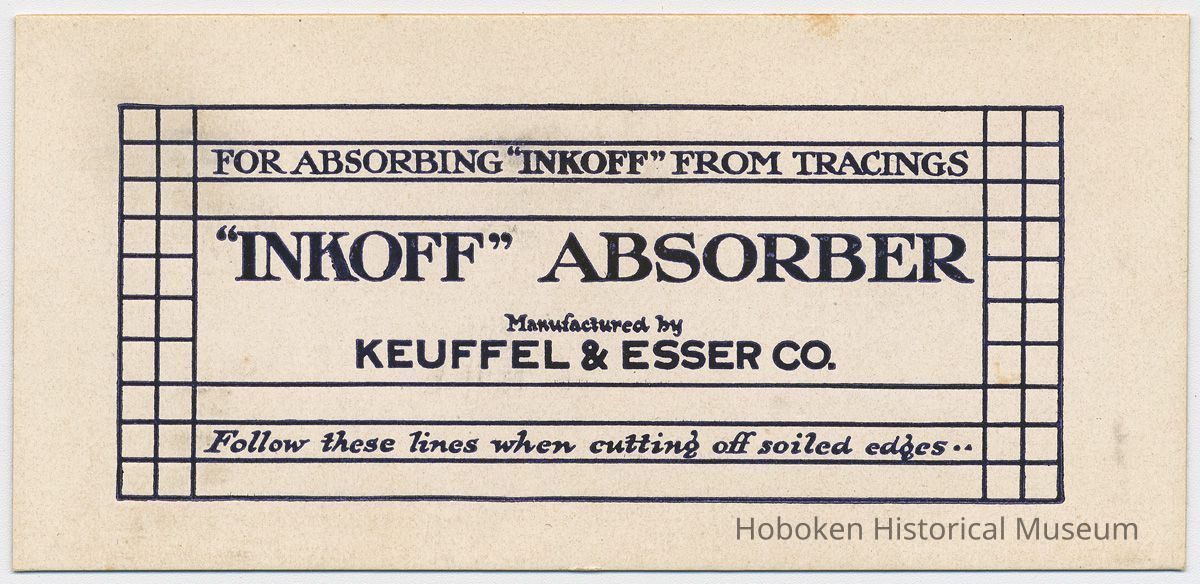 FOR ABSORBING “INKOFF” FROM TRACINGS
“INKOFF” ABSORBER
Manufactured by
KEUFFEL & ESSER CO.
Follow these lines when cutting off soiled edges··
Hoboken Historical Museum